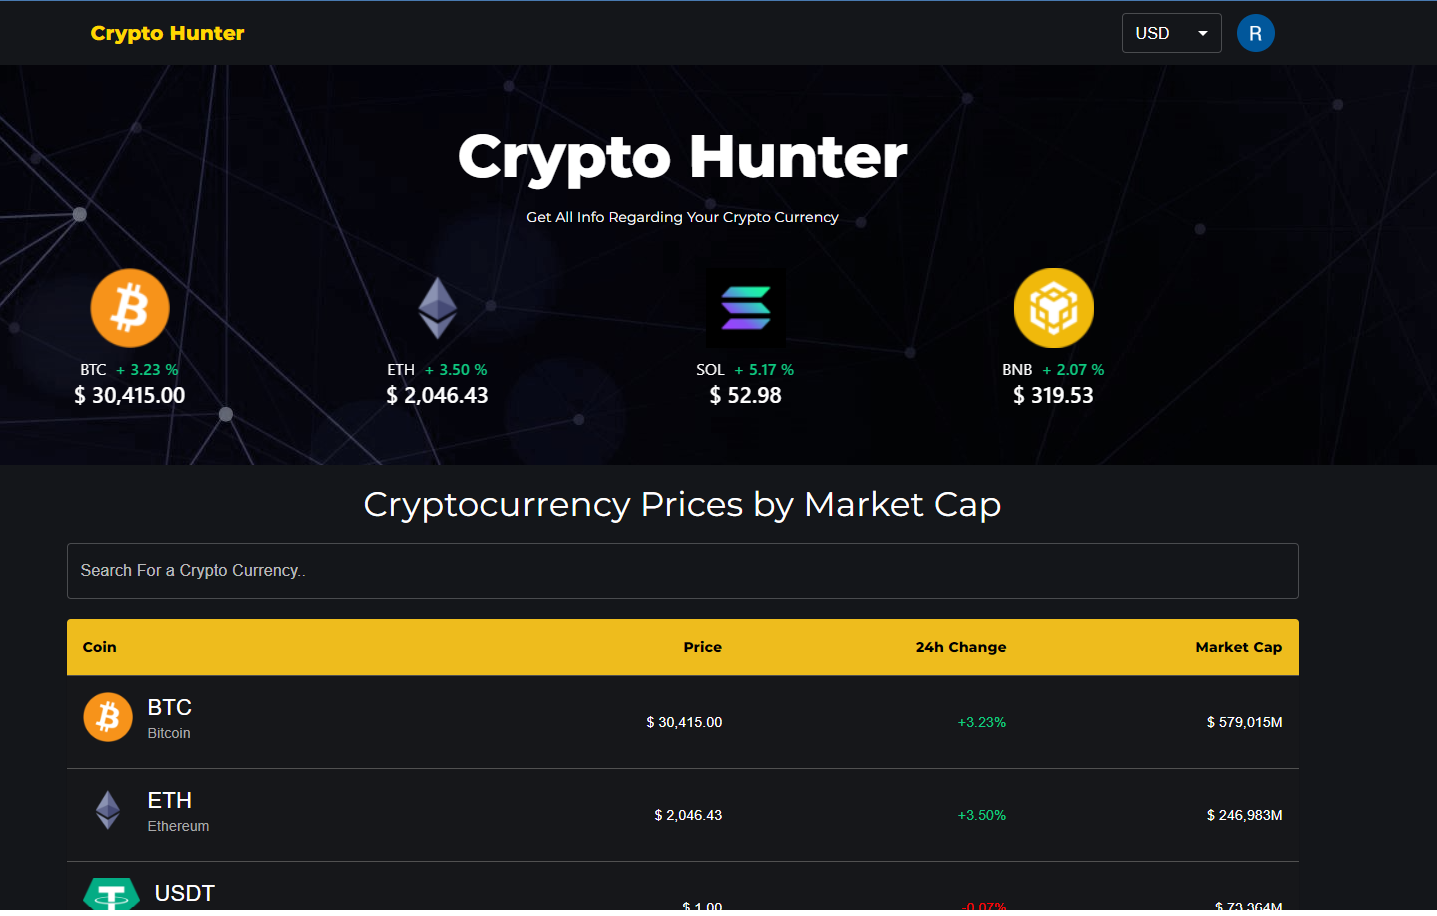 Crypto Hunter
USD
R
Crypto Hunter
Get All Info Regarding Your Crypto Currency
BTC + 3.23 %
$ 30,415.00
ETH + 3.50 %
$ 2,046.43
SOL + 5.17 %
$ 52.98
BNB + 2.07 %
$ 319.53
Cryptocurrency Prices by Market Cap
Search For a Crypto Currency..
Coin Price 24h Change Market Cap
BTC
Bitcoin
$ 30,415.00 +3.23% $ 579,015M
ETH
Ethereum
$ 2,046.43 +3.50% $ 246,983M
USDT
$ 1.00 -0.07%